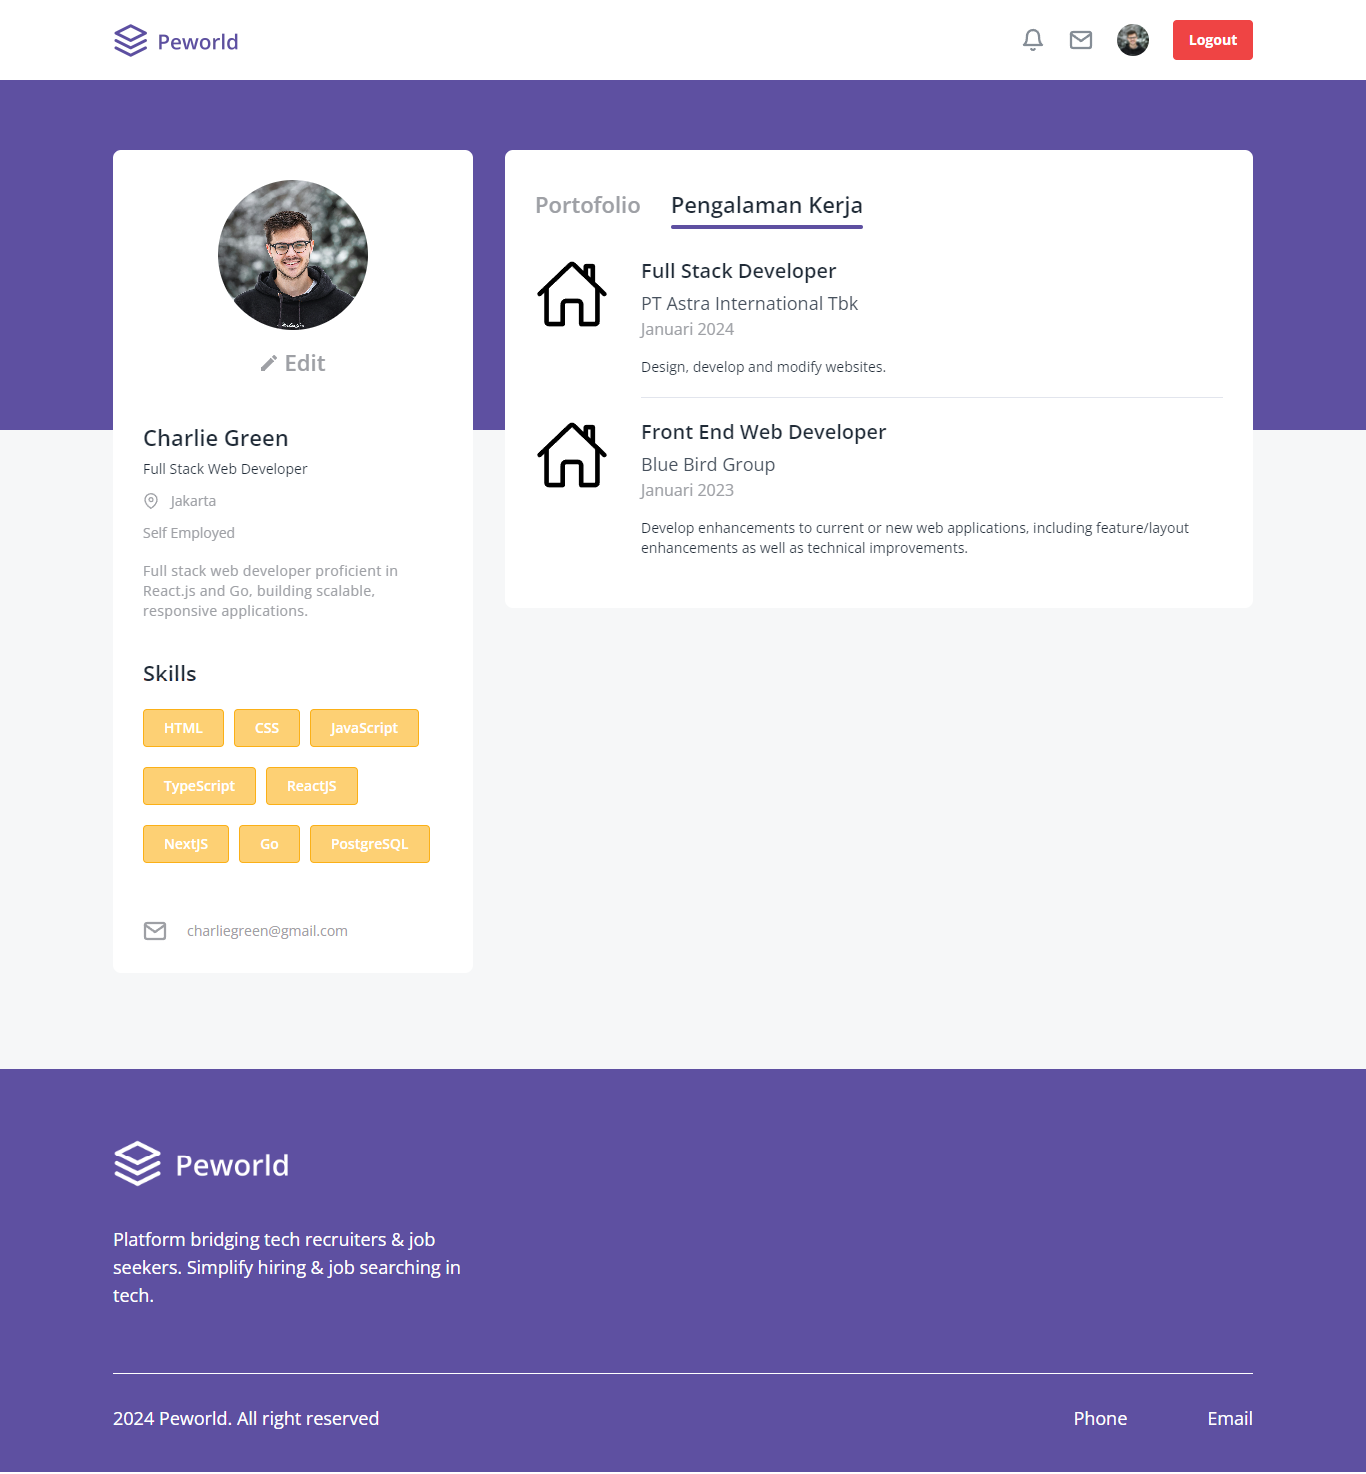 Peworld
Logout
Edit
Charlie Green
Full Stack Web Developer
Jakarta
Self Employed
Full stack web developer proficient in
React.js and Go, building scalable,
responsive applications.
Skills
HTML CSS JavaScript
TypeScript ReactJS
NextJS Go PostgreSQL
charliegreen@gmail.com
Portofolio Pengalaman Kerja
Full Stack Developer
PT Astra International Tbk
Januari 2024
Design, develop and modify websites.
Front End Web Developer
Blue Bird Group
Januari 2023
Develop enhancements to current or new web applications, including feature/layout
enhancements as well as technical improvements.
Peworld
Platform bridging tech recruiters & job
seekers. Simplify hiring & job searching in
tech.
2024 Peworld. All right reserved
Phone
Email